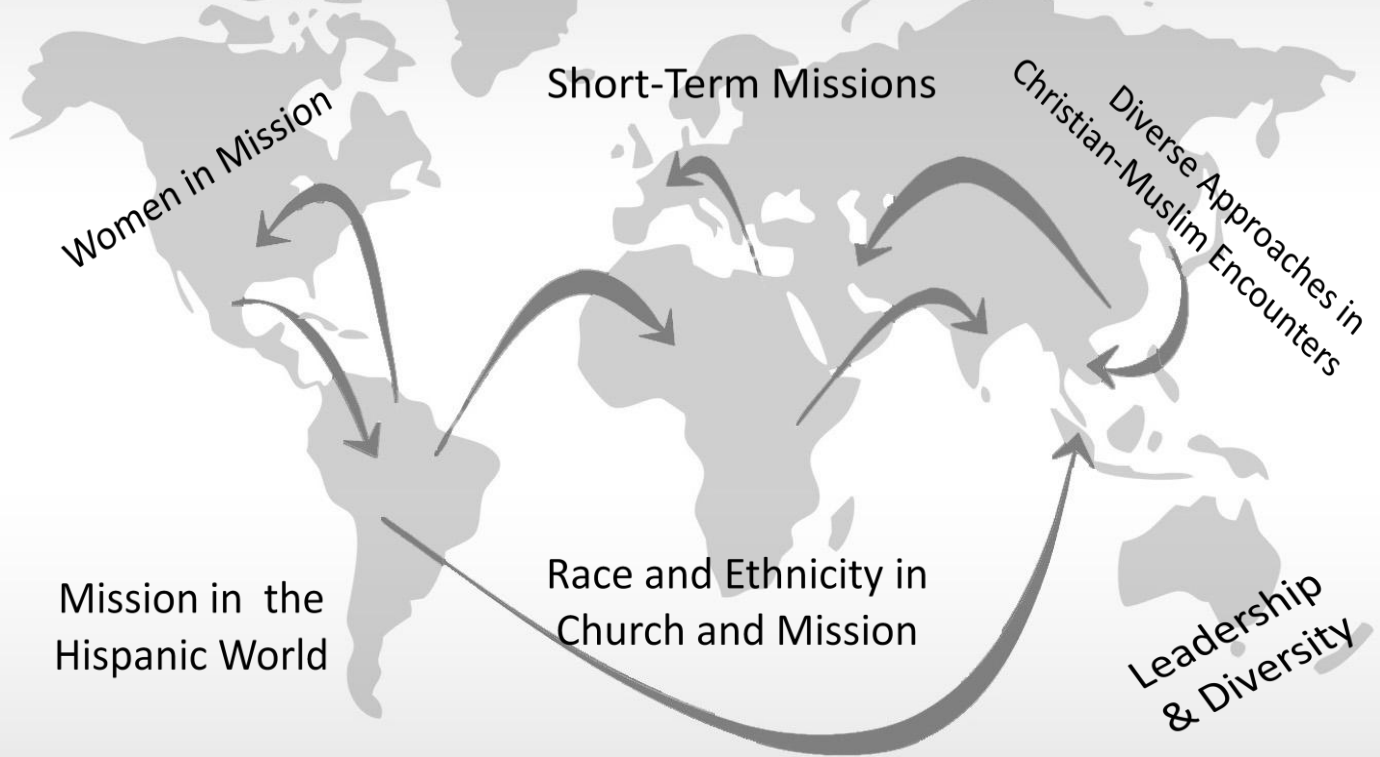 Short-Term Missions
Women in Mission
Diverse Approaches in
Christian-Muslim Encounters
Mission in the
Hispanic World
Race and Ethnicity in
Church and Mission
Leadership
& Diversity